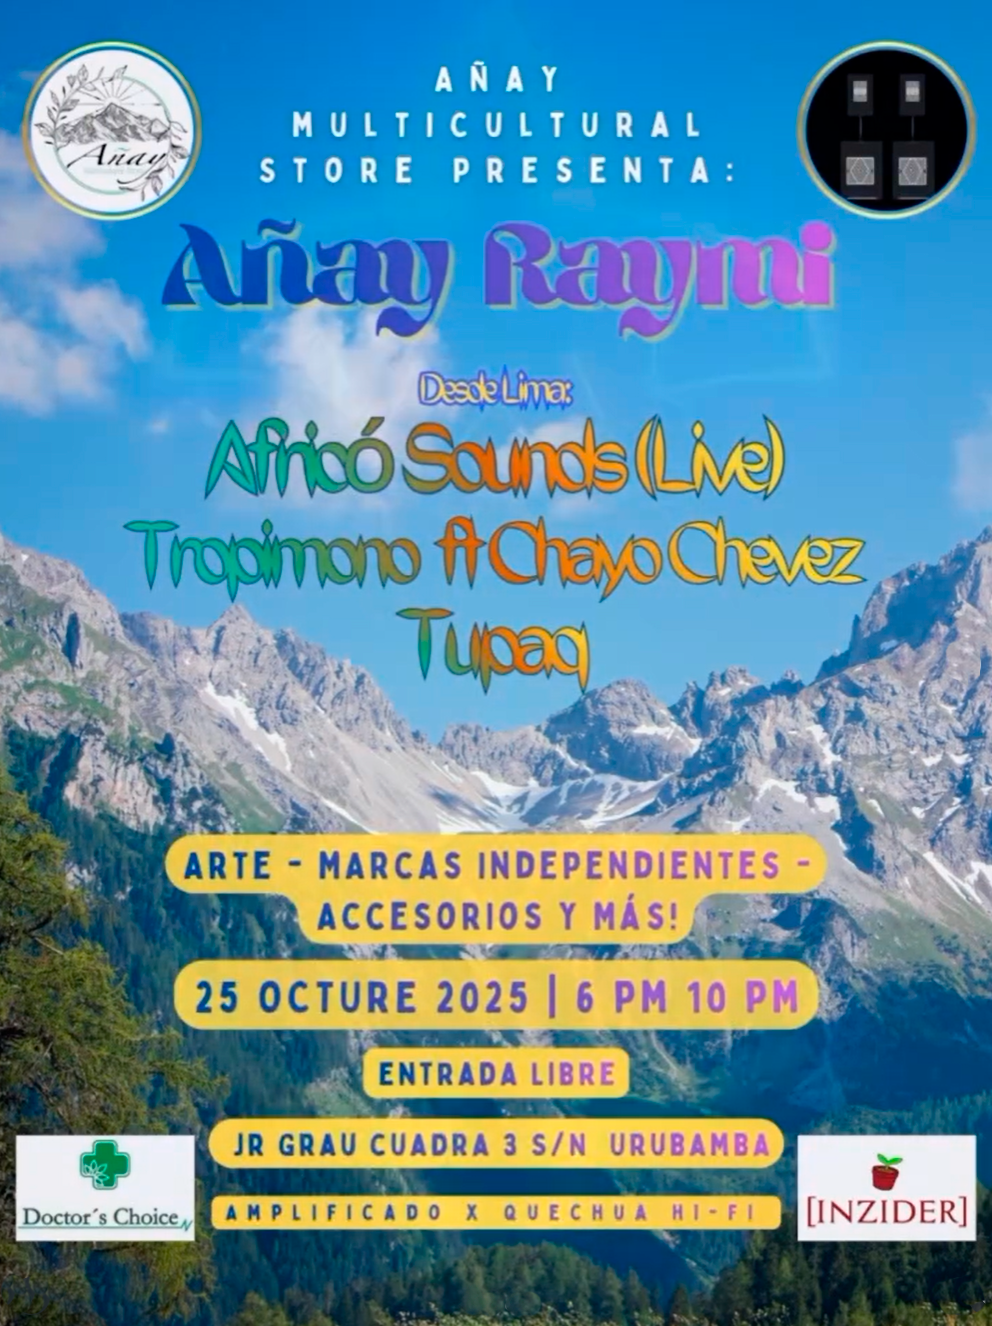 AÑAY
MULTICULTURAL
STORE PRESENTA:
Añay
Añay Raymi
Desde Lima:
Africó Sounds (Live)
Tropimono ft Chayo Chevez
Tupaq
ARTE - MARCAS INDEPENDIENTES -
ACCESORIOS Y MÁS!
25 OCTURE 2025 | 6 PM 10 PM
ENTRADA LIBRE
JR GRAU CUADRA 3 S/N URUBAMBA
AMPLIFICADO X QUECHUA HI-FI
Doctor´s Choice
[INZIDER]